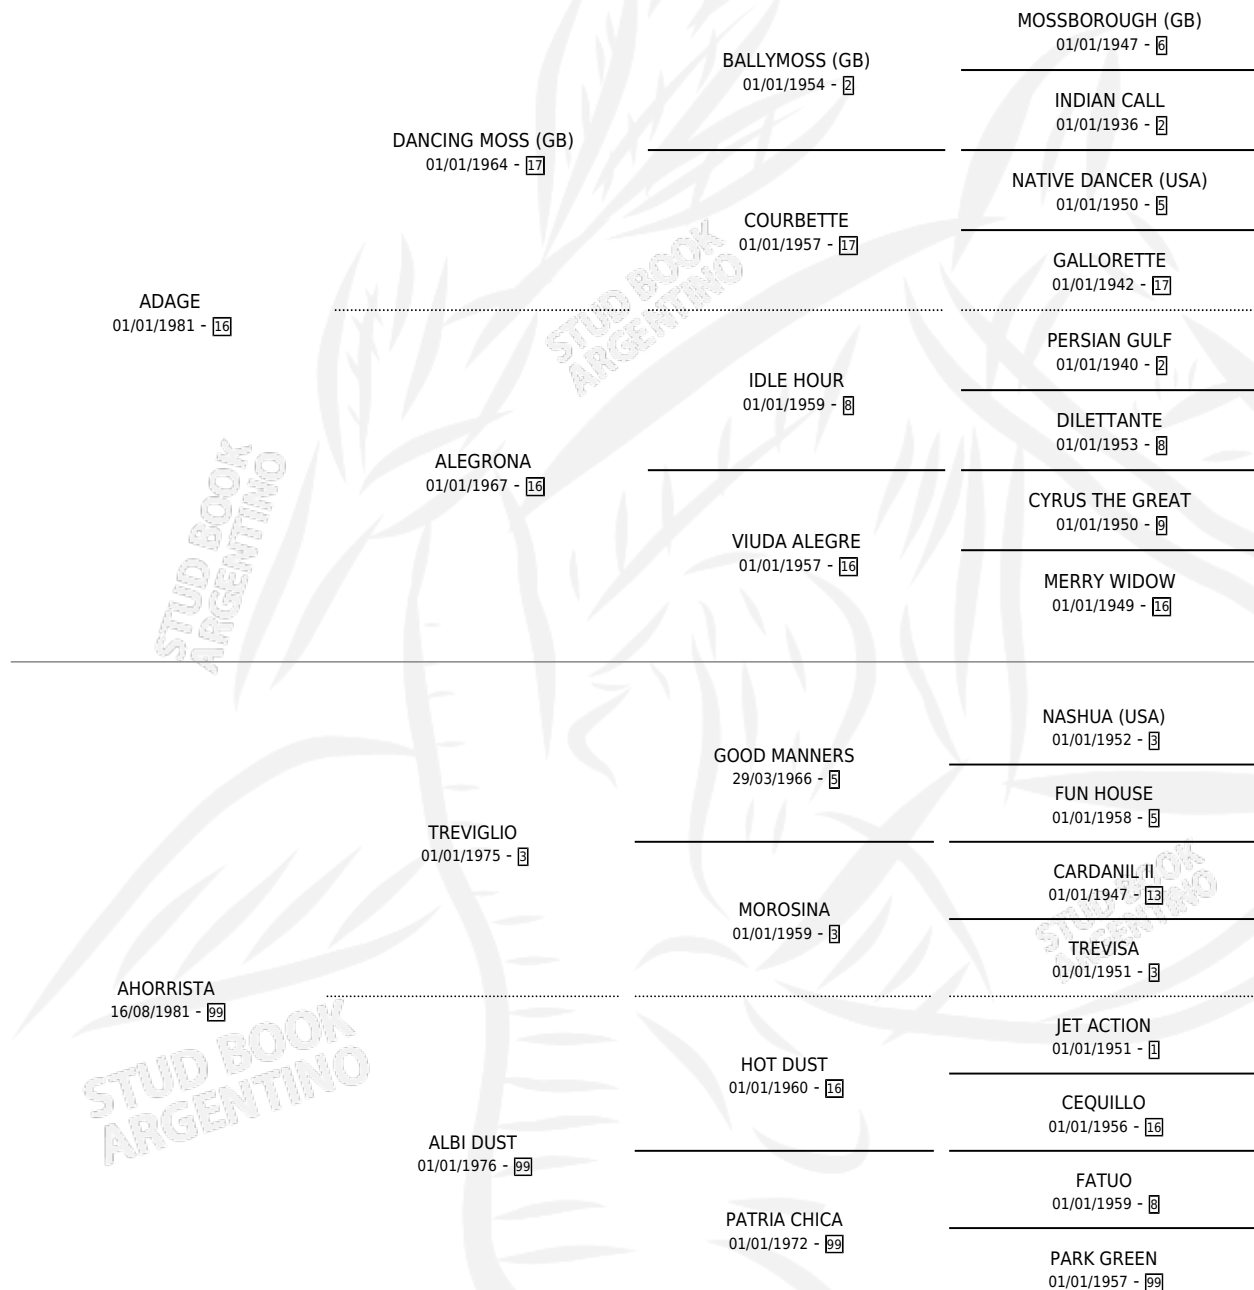 MOSSBOROUGH (GB)
01/01/1947 - 6
BALLYMOSS (GB)
01/01/1954 - 2
INDIAN CALL
01/01/1936 - 2
DANCING MOSS (GB)
01/01/1964 - 17
NATIVE DANCER (USA)
01/01/1950 - 5
COURBETTE
01/01/1957 - 17
GALLORETTE
01/01/1942 - 17
ADAGE
01/01/1981 - 16
PERSIAN GULF
01/01/1940 - 2
IDLE HOUR
01/01/1959 - 8
DILETTANTE
01/01/1953 - 8
ALEGRONA
01/01/1967 - 16
CYRUS THE GREAT
01/01/1950 - 9
VIUDA ALEGRE
01/01/1957 - 16
MERRY WIDOW
01/01/1949 - 16
NASHUA (USA)
01/01/1952 - 3
GOOD MANNERS
29/03/1966 - 5
FUN HOUSE
01/01/1958 - 5
TREVIGLIO
01/01/1975 - 3
CARDANIL II
01/01/1947 - 13
MOROSINA
01/01/1959 - 3
TREVISA
01/01/1951 - 3
AHORRISTA
16/08/1981 - 99
JET ACTION
01/01/1951 - 1
HOT DUST
01/01/1960 - 16
CEQUILLO
01/01/1956 - 16
ALBI DUST
01/01/1976 - 99
FATUO
01/01/1959 - 8
PATRIA CHICA
01/01/1972 - 99
PARK GREEN
01/01/1957 - 99
STUD BOOK
ARGENTINO
STUD BOOK
ARGENTINO
STUD BOOK
ARGENTINO
STUD BOOK
ARGENTINO